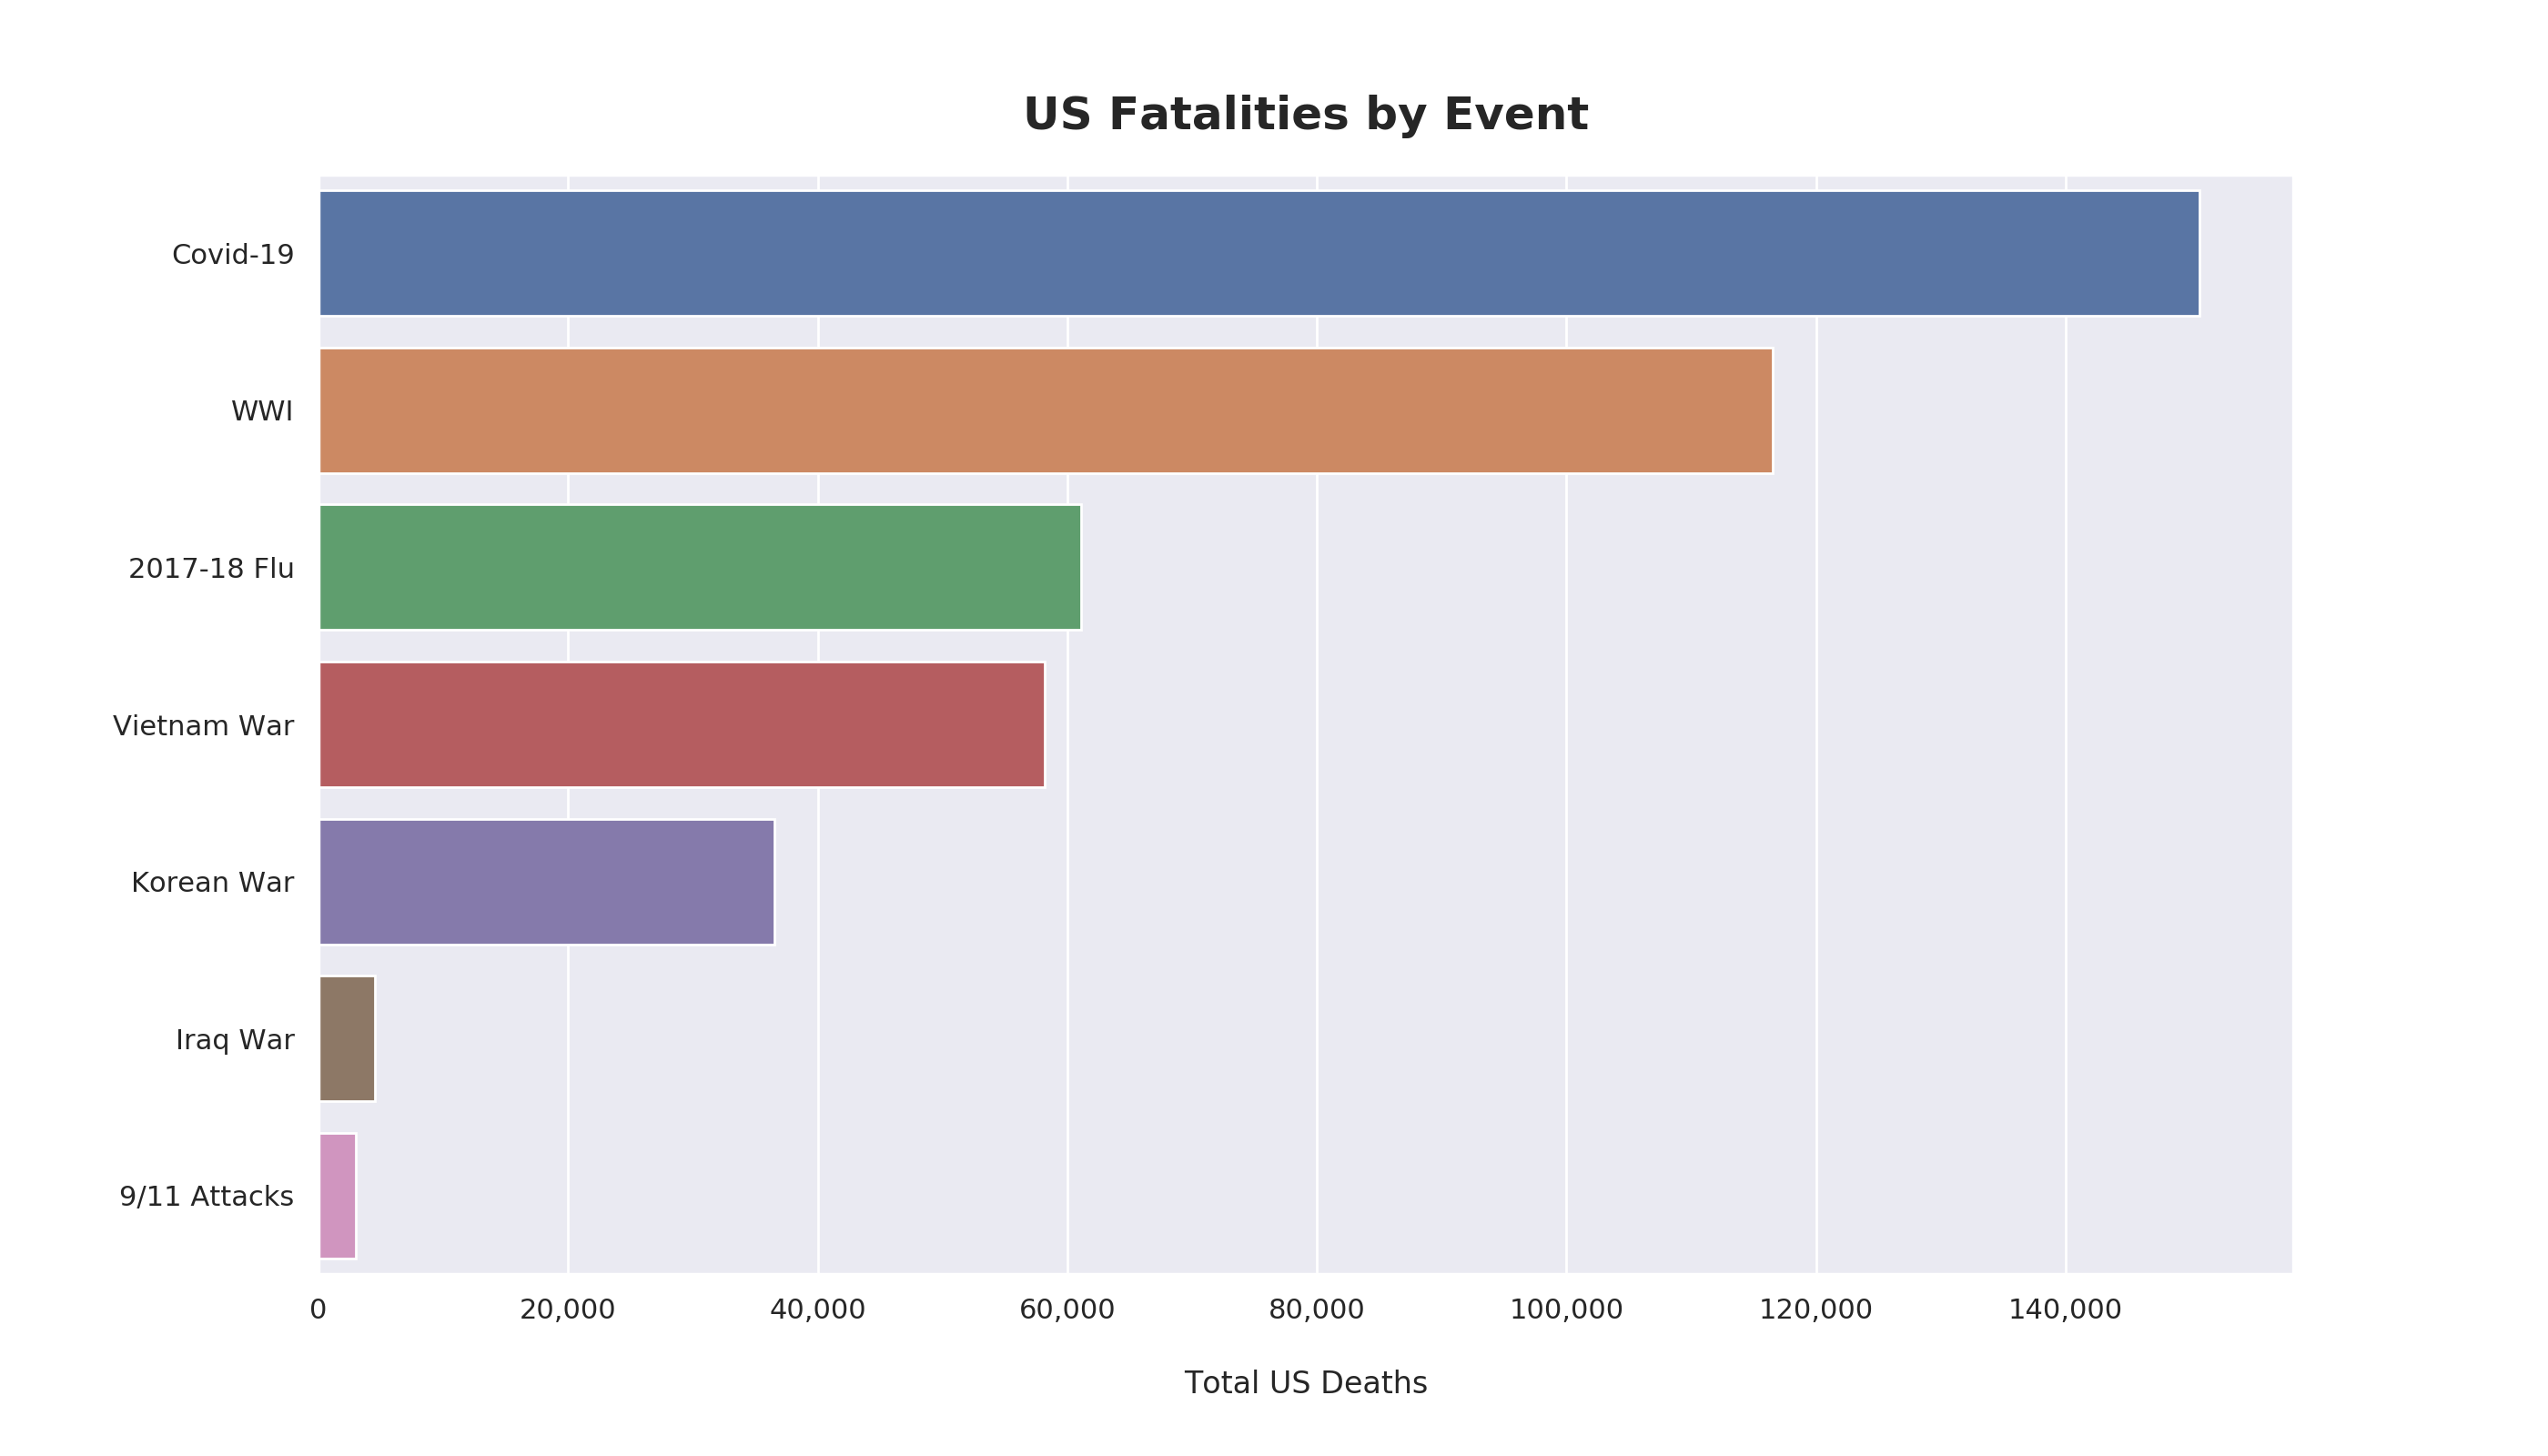 US Fatalities by Event
Covid-19
WWI
2017-18 Flu
Vietnam War
Korean War
Iraq War
9/11 Attacks
0 20,000 40,000 60,000 80,000 100,000 120,000 140,000
Total US Deaths